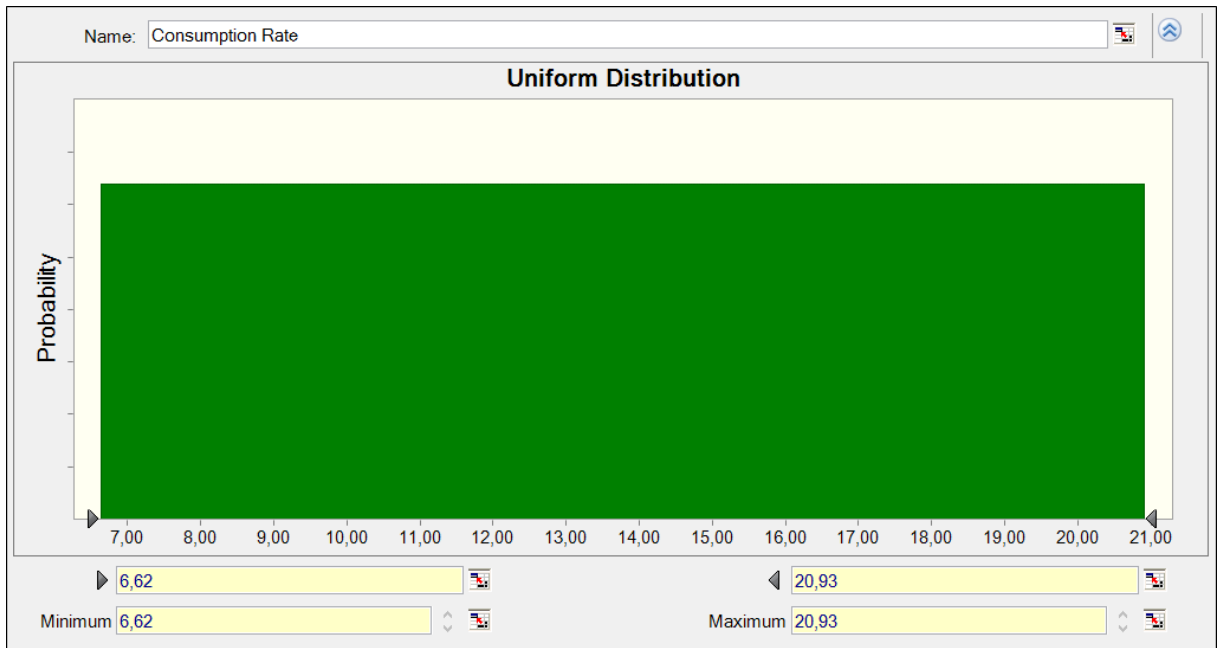 Name: Consumption Rate
Uniform Distribution
Probability
7,00 8,00 9,00 10,00 11,00 12,00 13,00 14,00 15,00 16,00 17,00 18,00 19,00 20,00 21,00
6,62 20,93
Minimum 6,62 Maximum 20,93